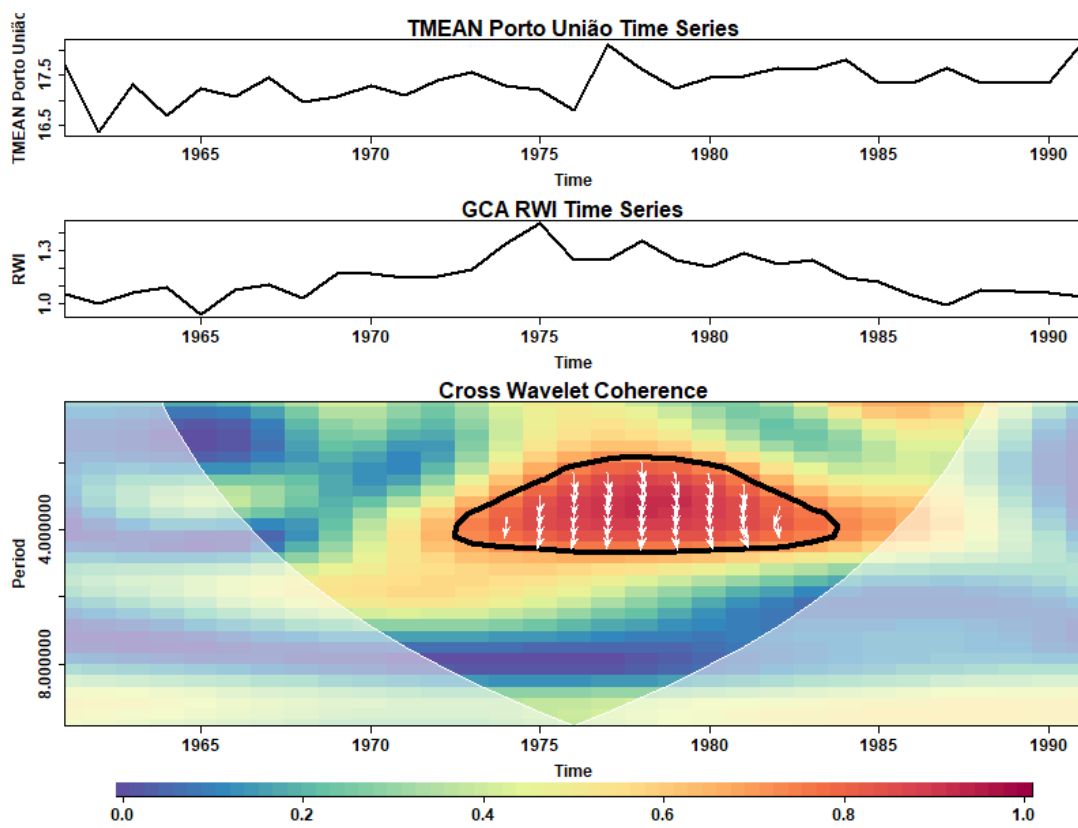 TMEAN Porto União Time Series
TMEAN Porto União
17.5
16.5
1965 1970 1975 1980 1985 1990
Time
GCA RWI Time Series
RWI
1.3
1.0
1965 1970 1975 1980 1985 1990
Time
Cross Wavelet Coherence
Period
4.000000
8.000000
1965 1970 1975 1980 1985 1990
Time
0.0 0.2 0.4 0.6 0.8 1.0